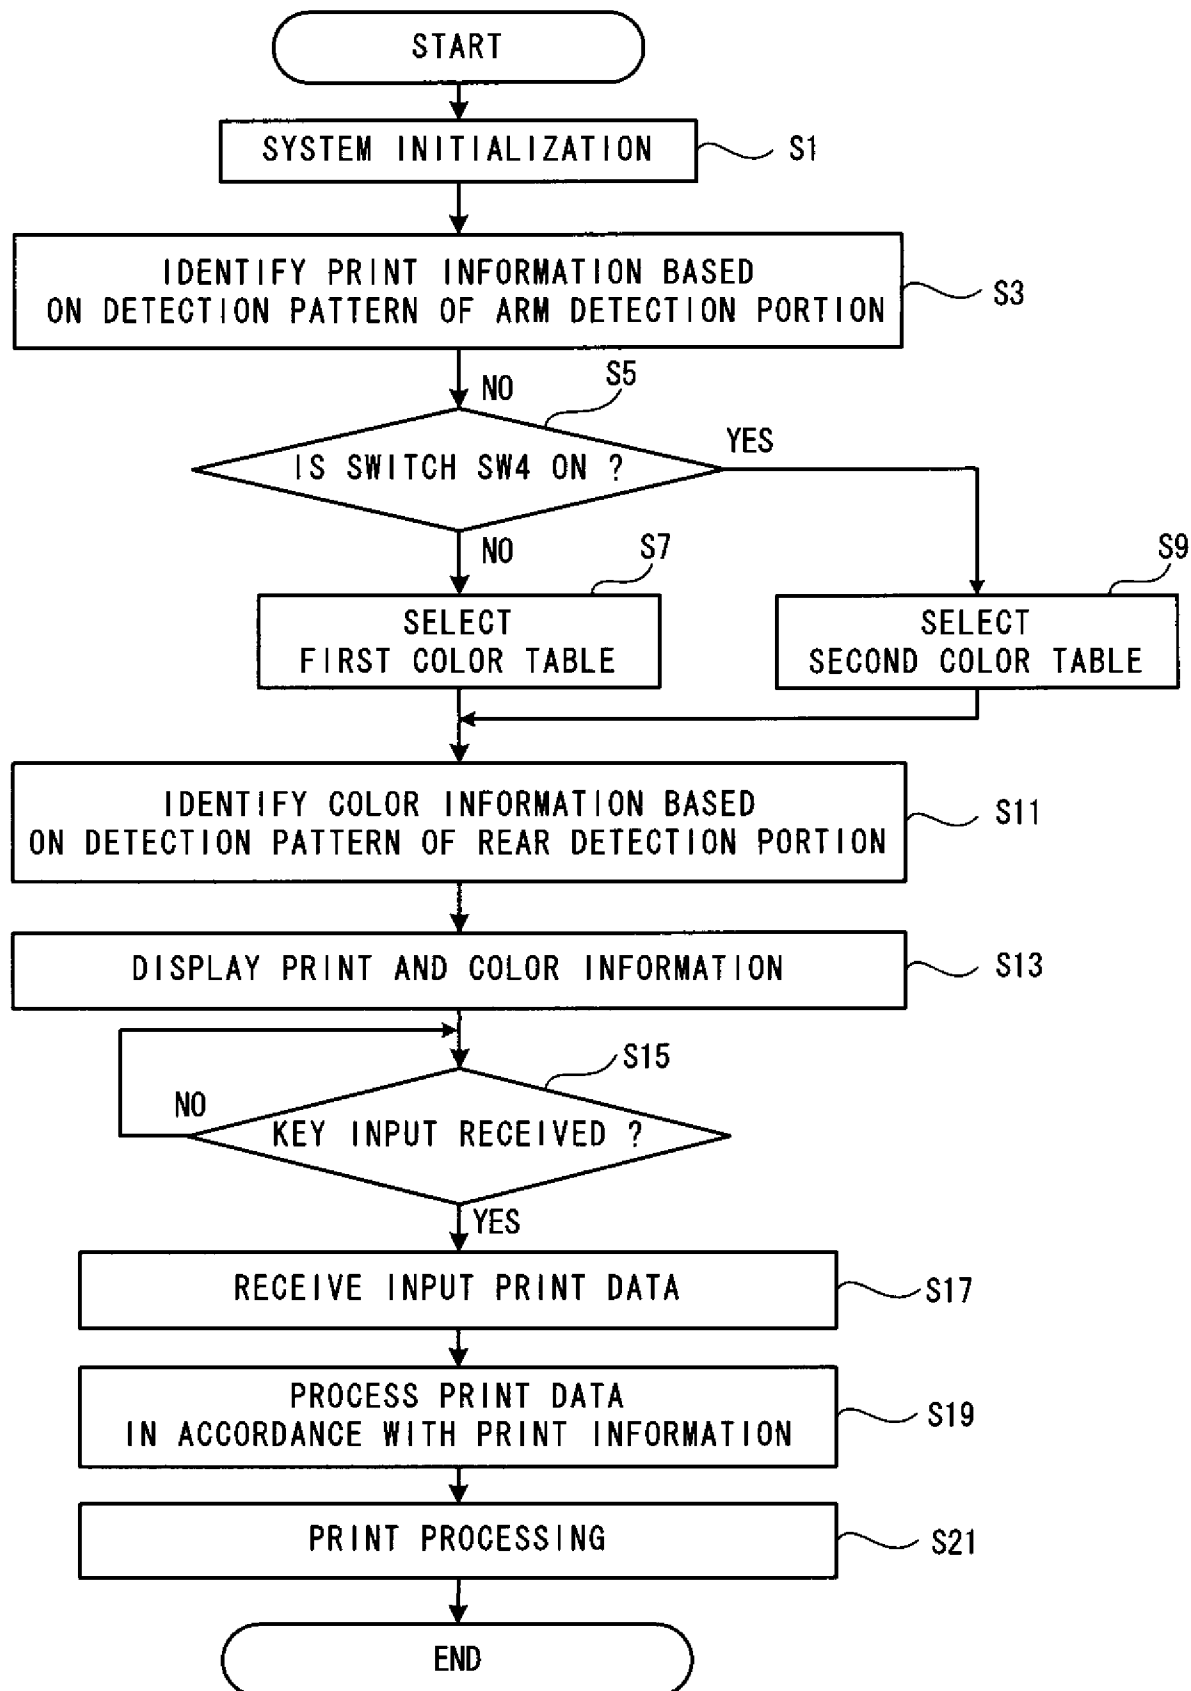 START
SYSTEM INITIALIZATION
S1
IDENTIFY PRINT INFORMATION BASED
ON DETECTION PATTERN OF ARM DETECTION PORTION
S3
NO
S5
IS SWITCH SW4 ON ?
YES
NO
S7
S9
SELECT
FIRST COLOR TABLE
SELECT
SECOND COLOR TABLE
IDENTIFY COLOR INFORMATION BASED
ON DETECTION PATTERN OF REAR DETECTION PORTION
S11
DISPLAY PRINT AND COLOR INFORMATION
S13
S15
NO
KEY INPUT RECEIVED ?
YES
RECEIVE INPUT PRINT DATA
S17
PROCESS PRINT DATA
IN ACCORDANCE WITH PRINT INFORMATION
S19
PRINT PROCESSING
S21
END